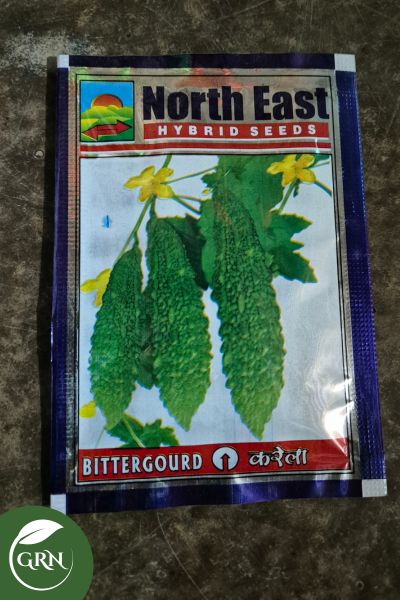 North East
HYBRID SEEDS
BITTERGOURD करेला
GRN